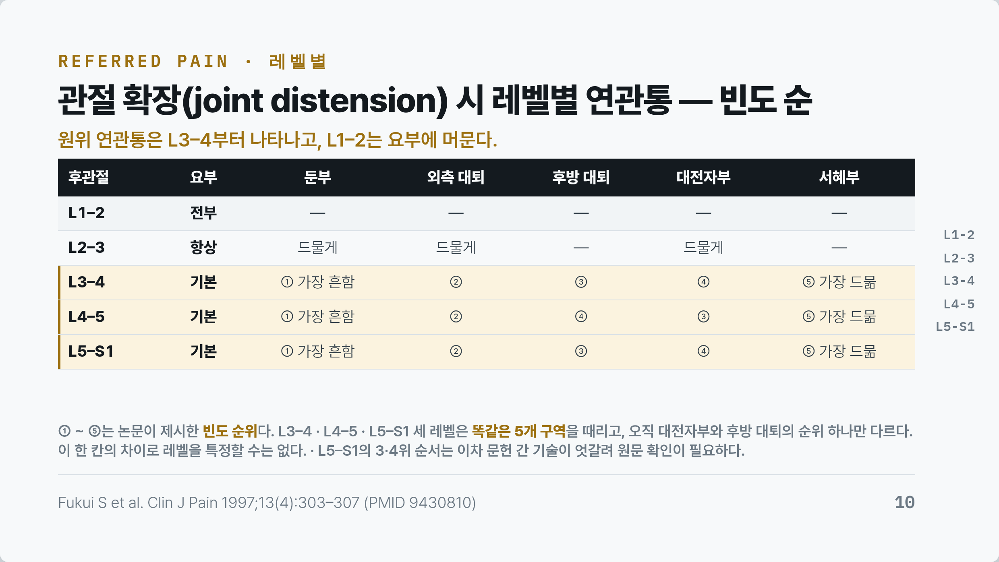 REFERRED PAIN · 레벨별
관절 확장(joint distension) 시 레벨별 연관통 — 빈도 순
원위 연관통은 L3–4부터 나타나고, L1–2는 요부에 머문다.
후관절 요부 둔부 외측 대퇴 후방 대퇴 대전자부 서혜부
L1–2 전부 — — — — —
L2–3 항상 드물게 드물게 — 드물게 —
L3–4 기본 ① 가장 흔함 ② ③ ④ ⑤ 가장 드묾
L4–5 기본 ① 가장 흔함 ② ④ ③ ⑤ 가장 드묾
L5–S1 기본 ① 가장 흔함 ② ③ ④ ⑤ 가장 드묾
L1-2
L2-3
L3-4
L4-5
L5-S1
① ~ ⑤는 논문이 제시한 빈도 순위다. L3–4 · L4–5 · L5–S1 세 레벨은 똑같은 5개 구역을 때리고, 오직 대전자부와 후방 대퇴의 순위 하나만 다르다.
이 한 칸의 차이로 레벨을 특정할 수는 없다. · L5–S1의 3·4위 순서는 이차 문헌 간 기술이 엇갈려 원문 확인이 필요하다.
Fukui S et al. Clin J Pain 1997;13(4):303–307 (PMID 9430810)
10